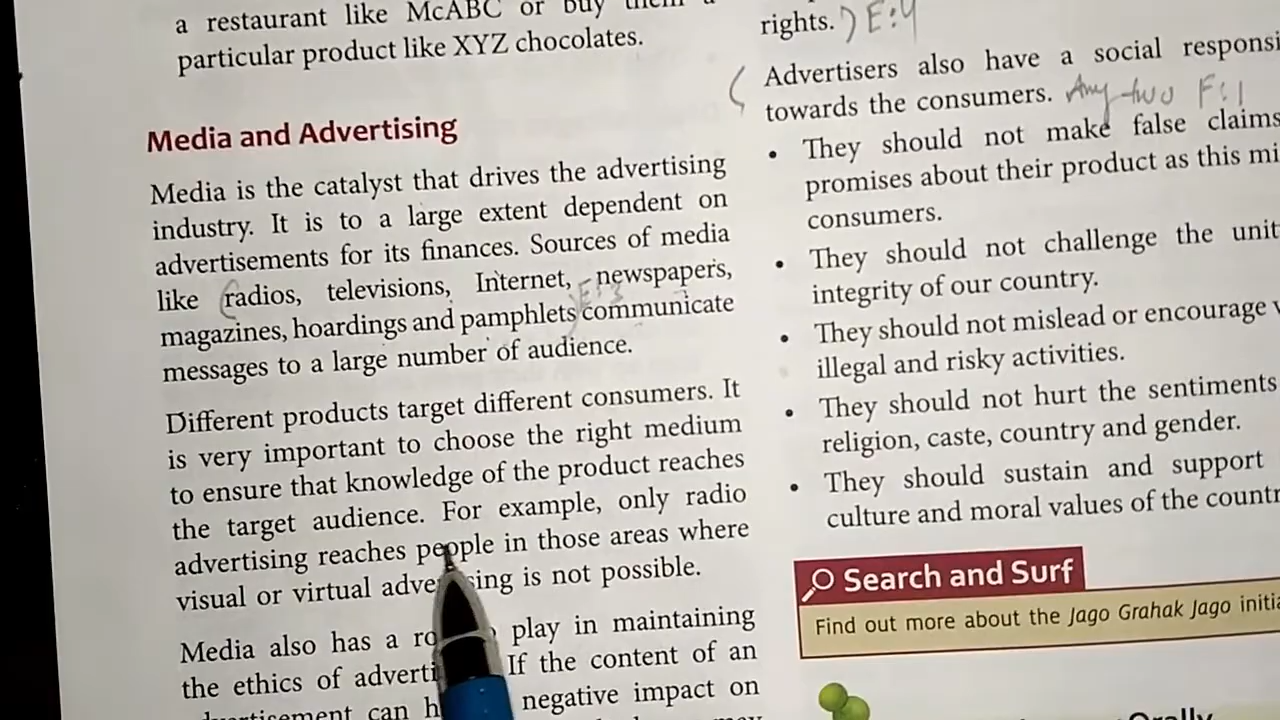 a restaurant like McABC or buy them a
particular product like XYZ chocolates.
Media and Advertising
Media is the catalyst that drives the advertising
industry. It is to a large extent dependent on
advertisements for its finances. Sources of media
like radios, televisions, Internet, newspapers,
magazines, hoardings and pamphlets communicate
messages to a large number of audience.
Different products target different consumers. It
is very important to choose the right medium
to ensure that knowledge of the product reaches
the target audience. For example, only radio
advertising reaches people in those areas where
visual or virtual advertising is not possible.
Media also has a ro play in maintaining
the ethics of adverti If the content of an
can h negative impact on
rights. ) E:4
Advertisers also have a social responsi
towards the consumers. Any two F:1
• They should not make false claims
promises about their product as this mi
consumers.
• They should not challenge the unit
integrity of our country.
• They should not mislead or encourage
illegal and risky activities.
• They should not hurt the sentiments
religion, caste, country and gender.
• They should sustain and support
culture and moral values of the countr
Search and Surf
Find out more about the Jago Grahak Jago initia
Orally